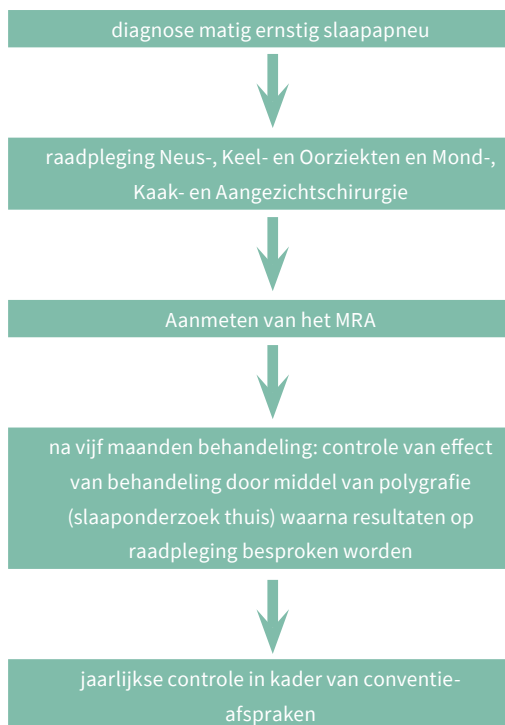 diagnose matig ernstig slaapapneu
raadpleging Neus-, Keel- en Oorziekten en Mond-,
Kaak- en Aangezichtschirurgie
Aanmeten van het MRA
na vijf maanden behandeling: controle van effect
van behandeling door middel van polygrafie
(slaaponderzoek thuis) waarna resultaten op
raadpleging besproken worden
jaarlijkse controle in kader van conventie-
afspraken